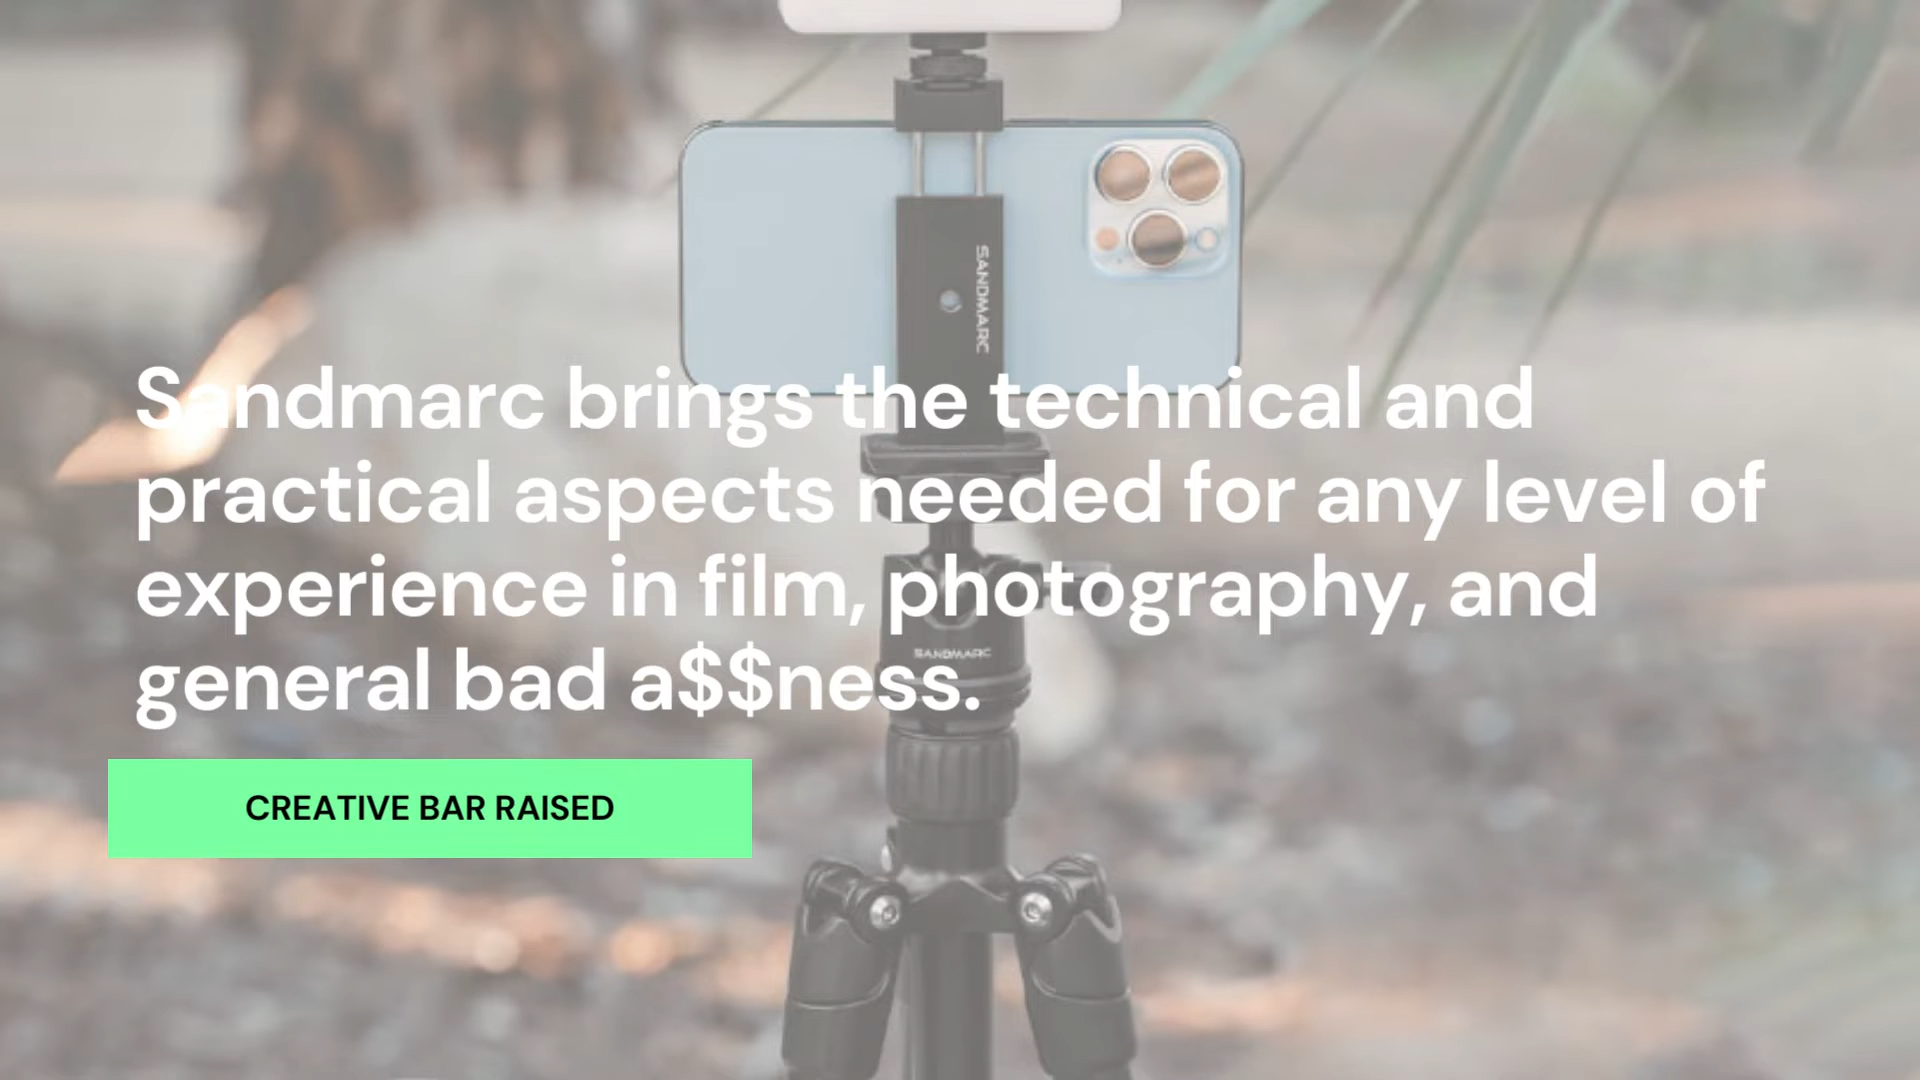 SANDMARC
Sandmarc brings the technical and
practical aspects needed for any level of
experience in film, photography, and
general bad a$$ness.
SANDMARC
CREATIVE BAR RAISED